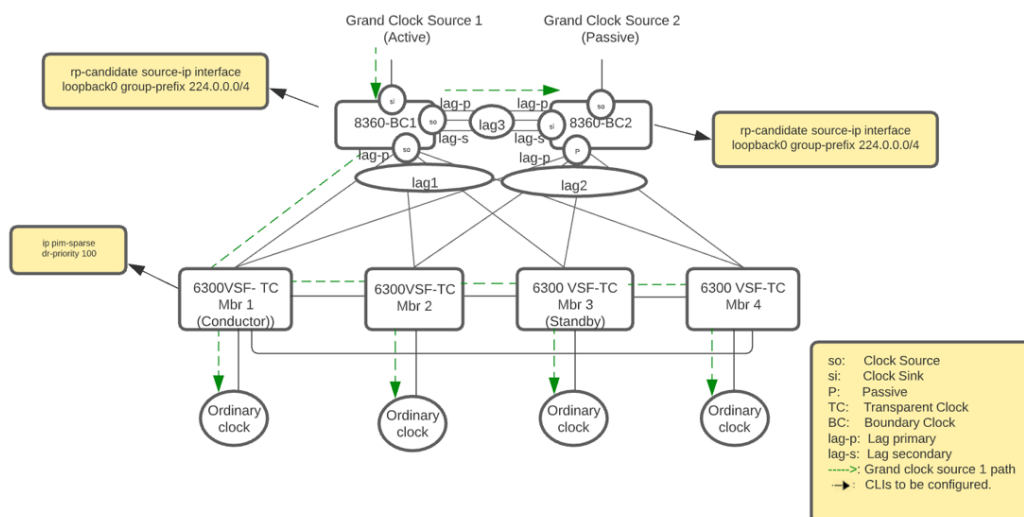 Grand Clock Source 1
(Active)
Grand Clock Source 2
(Passive)
rp-candidate source-ip interface
loopback0 group-prefix 224.0.0.0/4
si
so
lag-p
lag-p
8360-BC1
so
lag3
si
8360-BC2
lag-s
lag-s
rp-candidate source-ip interface
loopback0 group-prefix 224.0.0.0/4
lag-p
so
lag-p
P
lag1
lag2
ip pim-sparse
dr-priority 100
6300VSF- TC
Mbr 1
(Conductor))
6300VSF-TC
Mbr 2
6300 VSF-TC
Mbr 3
(Standby)
6300 VSF-TC
Mbr 4
Ordinary
clock
Ordinary
clock
Ordinary
clock
Ordinary
clock
so: Clock Source
si: Clock Sink
P: Passive
TC: Transparent Clock
BC: Boundary Clock
lag-p: Lag primary
lag-s: Lag secondary
----->: Grand clock source 1 path
: CLIs to be configured.